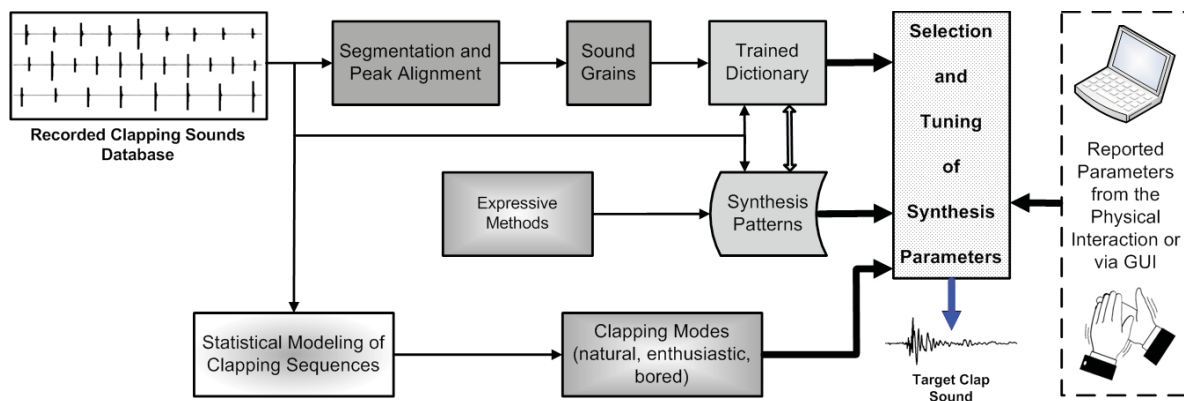 Recorded Clapping Sounds
Database
Segmentation and
Peak Alignment
Sound
Grains
Trained
Dictionary
Expressive
Methods
Synthesis
Patterns
Statistical Modeling of
Clapping Sequences
Clapping Modes
(natural, enthusiastic,
bored)
Selection
and
Tuning
of
Synthesis
Parameters
Target Clap
Sound
Reported
Parameters
from the
Physical
Interaction or
via GUI